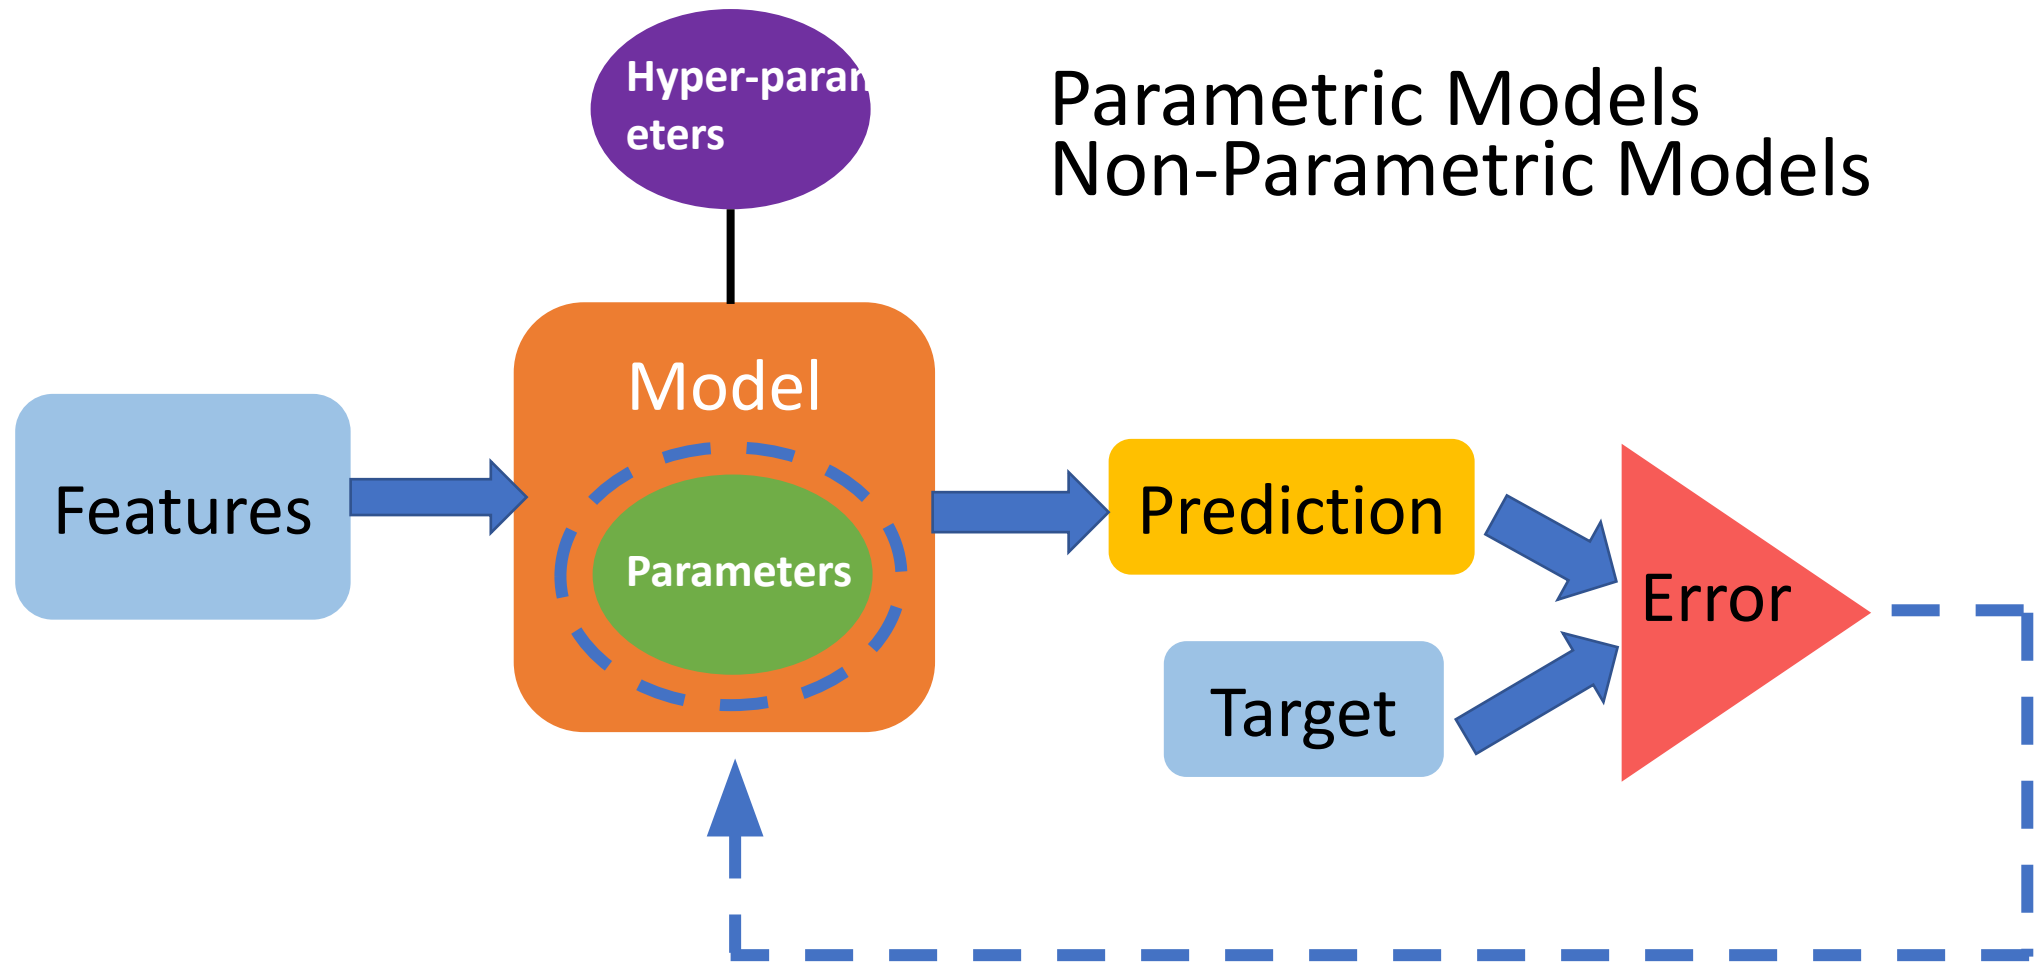 Hyper-param
eters
Parametric Models
Non-Parametric Models
Model
Features
Prediction
Parameters
Error
Target